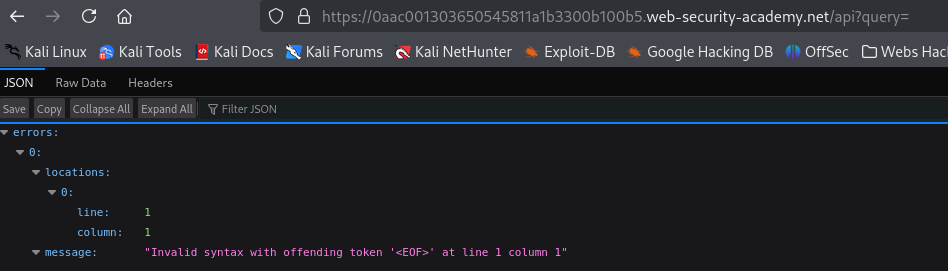 https://0aac001303650545811a1b3300b100b5.web-security-academy.net/api?query=
Kali Linux Kali Tools Kali Docs Kali Forums Kali NetHunter Exploit-DB Google Hacking DB OffSec Webs Hac
JSON Raw Data Headers
Save Copy Collapse All Expand All Filter JSON
errors:
0:
locations:
0:
line: 1
column: 1
message: "Invalid syntax with offending token '<EOF>' at line 1 column 1"